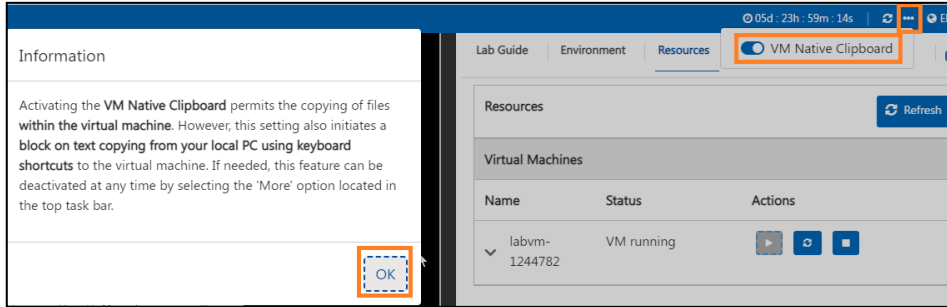 05d : 23h : 59m : 14s
Information
Activating the VM Native Clipboard permits the copying of files
within the virtual machine. However, this setting also initiates a
block on text copying from your local PC using keyboard
shortcuts to the virtual machine. If needed, this feature can be
deactivated at any time by selecting the 'More' option located in
the top task bar.
OK
Lab Guide Environment Resources VM Native Clipboard
Resources Refresh
Virtual Machines
Name Status Actions
labvm- VM running
1244782